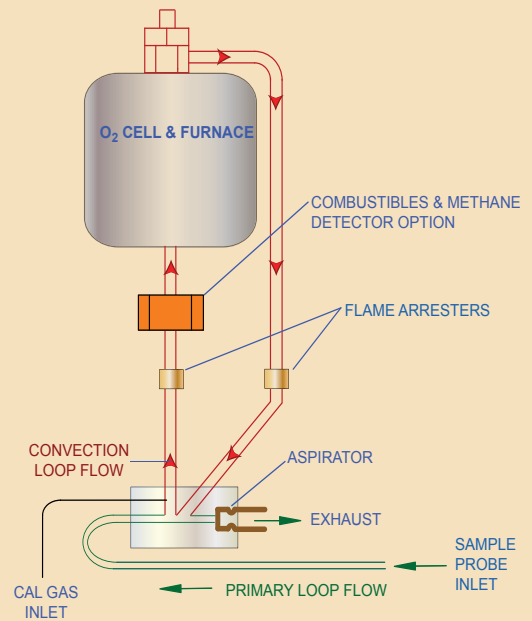 O₂ CELL & FURNACE
COMBUSTIBLES & METHANE
DETECTOR OPTION
FLAME ARRESTERS
CONVECTION
LOOP FLOW
ASPIRATOR
EXHAUST
SAMPLE
PROBE
INLET
CAL GAS
INLET
PRIMARY LOOP FLOW